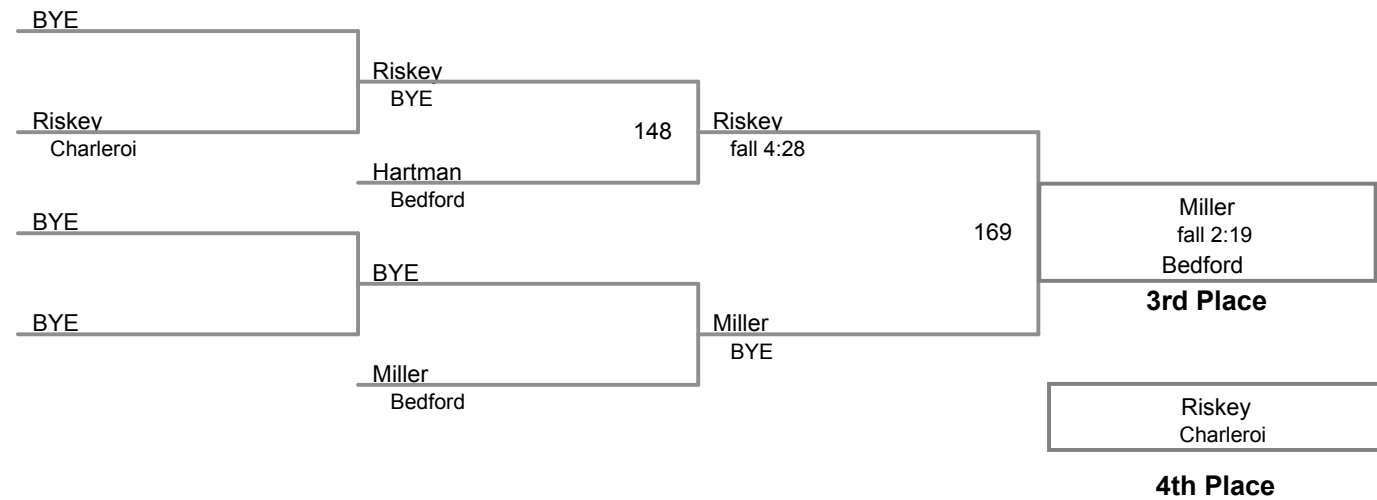 BYE
Riskey
BYE
Riskey
Charleroi
148
Riskey
fall 4:28
Hartman
Bedford
BYE
169
Miller
fall 2:19
Bedford
3rd Place
BYE
BYE
Miller
BYE
Miller
Bedford
Riskey
Charleroi
4th Place